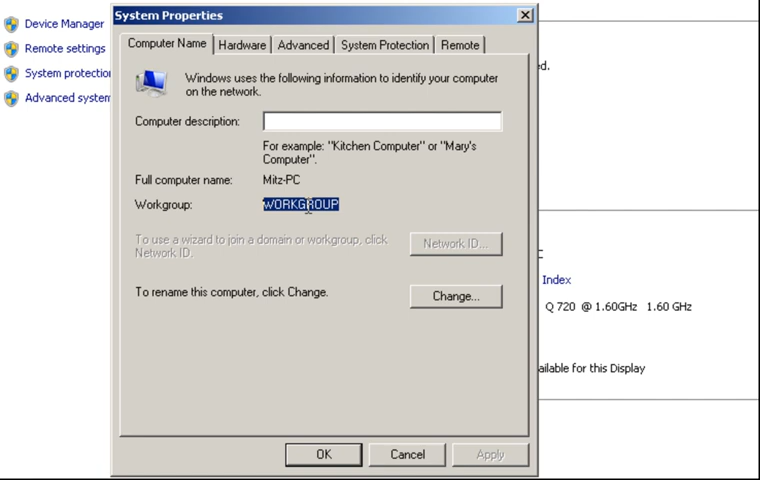 Device Manager
Remote settings
System protection
Advanced system
System Properties
Computer Name
Hardware
Advanced
System Protection
Remote
Windows uses the following information to identify your computer
on the network.
Computer description:
For example: "Kitchen Computer" or "Mary's
Computer".
Full computer name: Mitz-PC
Workgroup: WORKGROUP
To use a wizard to join a domain or workgroup, click
Network ID.
Network ID...
To rename this computer, click Change.
Change...
OK
Cancel
Apply
ed.
C
Index
Q 720 @ 1.60GHz 1.60 GHz
ailable for this Display